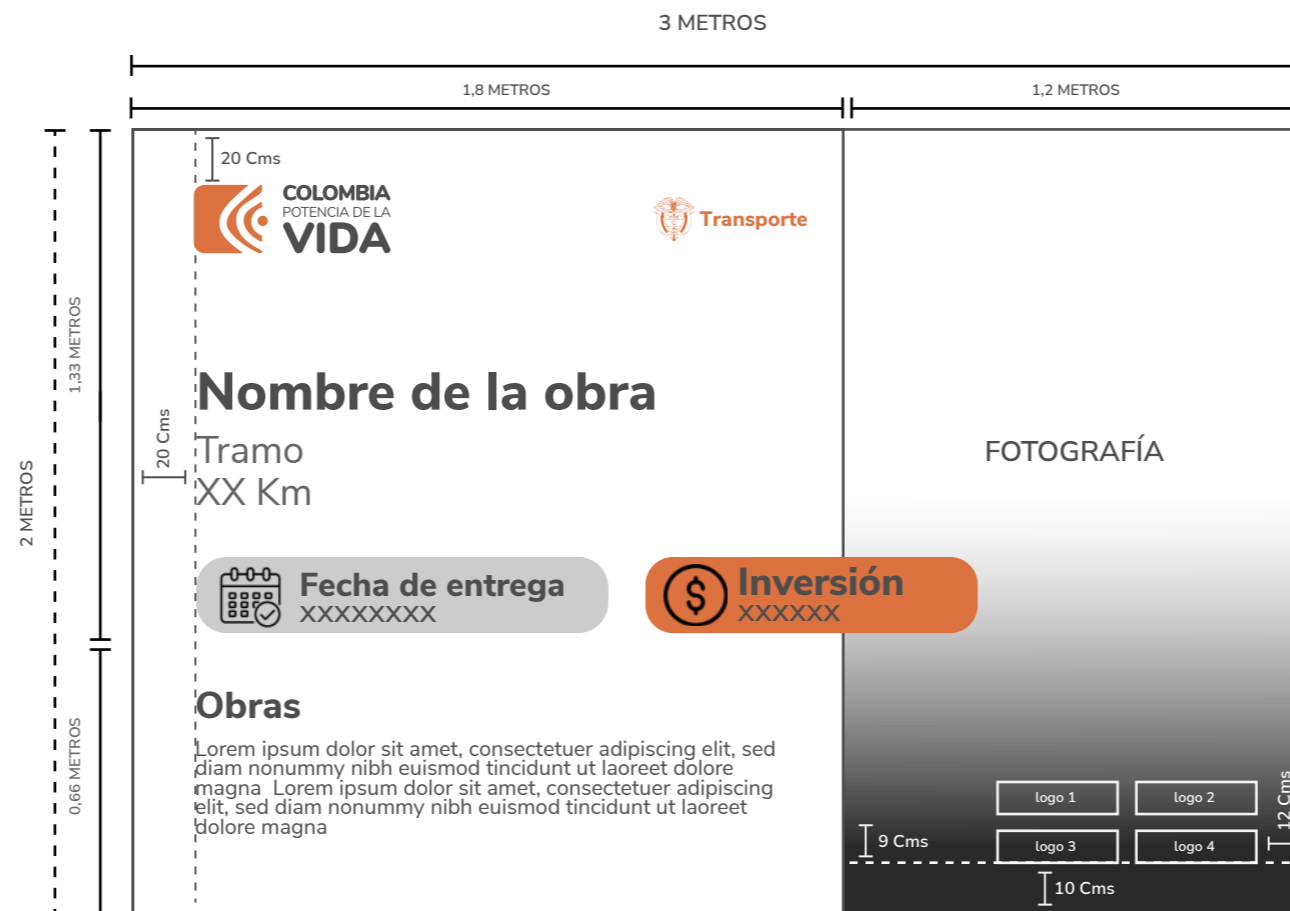 3 METROS
1,8 METROS
1,2 METROS
20 Cms
COLOMBIA
POTENCIA DE LA
VIDA
Transporte
1,33 METROS
2 METROS
0,66 METROS
20 Cms
Nombre de la obra
Tramo
XX Km
FOTOGRAFÍA
Fecha de entrega
XXXXXXXX
Inversión
XXXXXX
Obras
Lorem ipsum dolor sit amet, consectetuer adipiscing elit, sed
diam nonummy nibh euismod tincidunt ut laoreet dolore
magna Lorem ipsum dolor sit amet, consectetuer adipiscing
elit, sed diam nonummy nibh euismod tincidunt ut laoreet
dolore magna
logo 1
logo 2
logo 3
logo 4
9 Cms
12 Cms
10 Cms